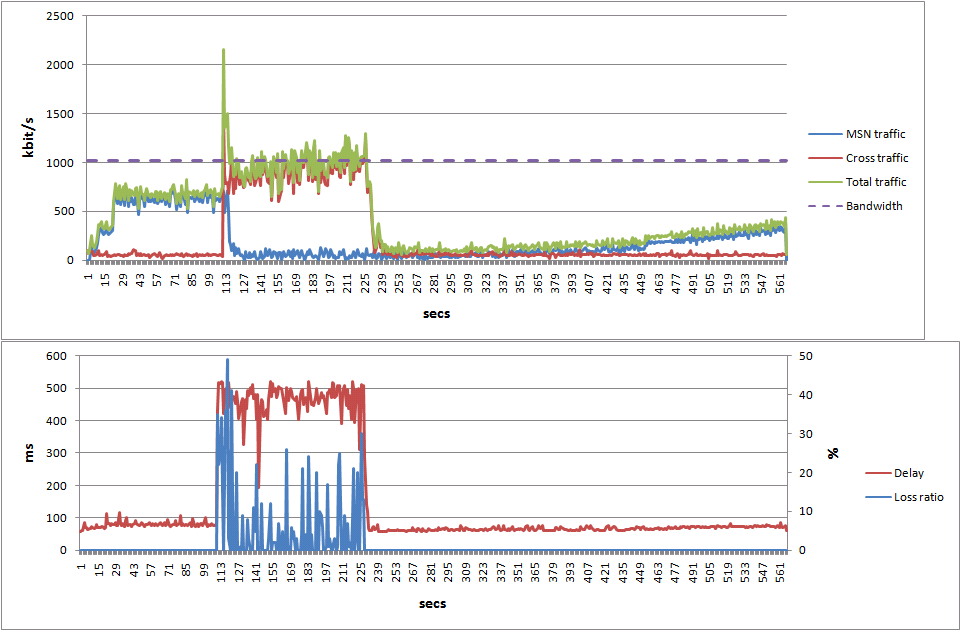 2500
2000
1500
1000
500
0
kbit/s
1 15 29 43 57 71 85 99 113 127 141 155 169 183 197 211 225 239 253 267 281 295 309 323 337 351 365 379 393 407 421 435 449 463 477 491 505 519 533 547 561
secs
MSN traffic
Cross traffic
Total traffic
Bandwidth
600
500
400
300
200
100
0
ms
50
40
30
20
10
0
%
1 15 29 43 57 71 85 99 113 127 141 155 169 183 197 211 225 239 253 267 281 295 309 323 337 351 365 379 393 407 421 435 449 463 477 491 505 519 533 547 561
secs
Delay
Loss ratio